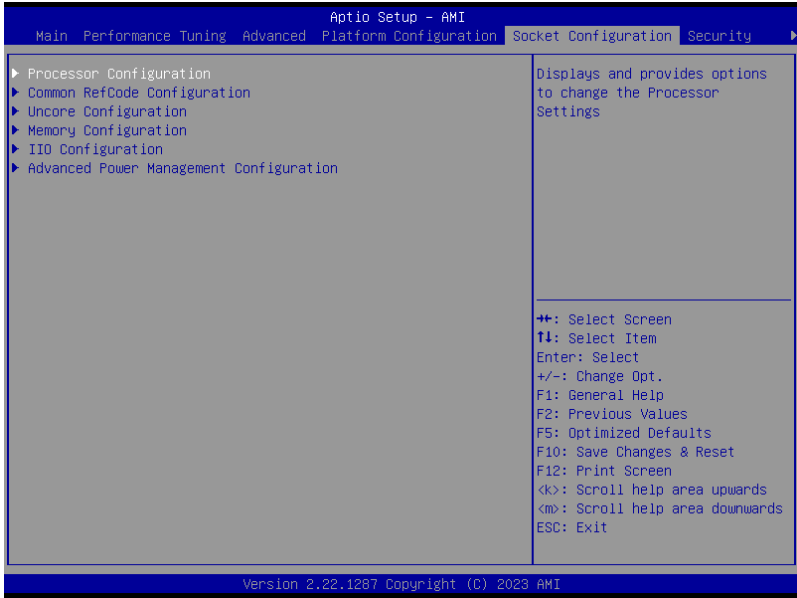 Aptio Setup – AMI
Main Performance Tuning Advanced Platform Configuration Socket Configuration Security
Processor Configuration
Common RefCode Configuration
Uncore Configuration
Memory Configuration
IIO Configuration
Advanced Power Management Configuration
Displays and provides options
to change the Processor
Settings
→←: Select Screen
↑↓: Select Item
Enter: Select
+/-: Change Opt.
F1: General Help
F2: Previous Values
F5: Optimized Defaults
F10: Save Changes & Reset
F12: Print Screen
<k>: Scroll help area upwards
<m>: Scroll help area downwards
ESC: Exit
Version 2.22.1287 Copyright (C) 2023 AMI